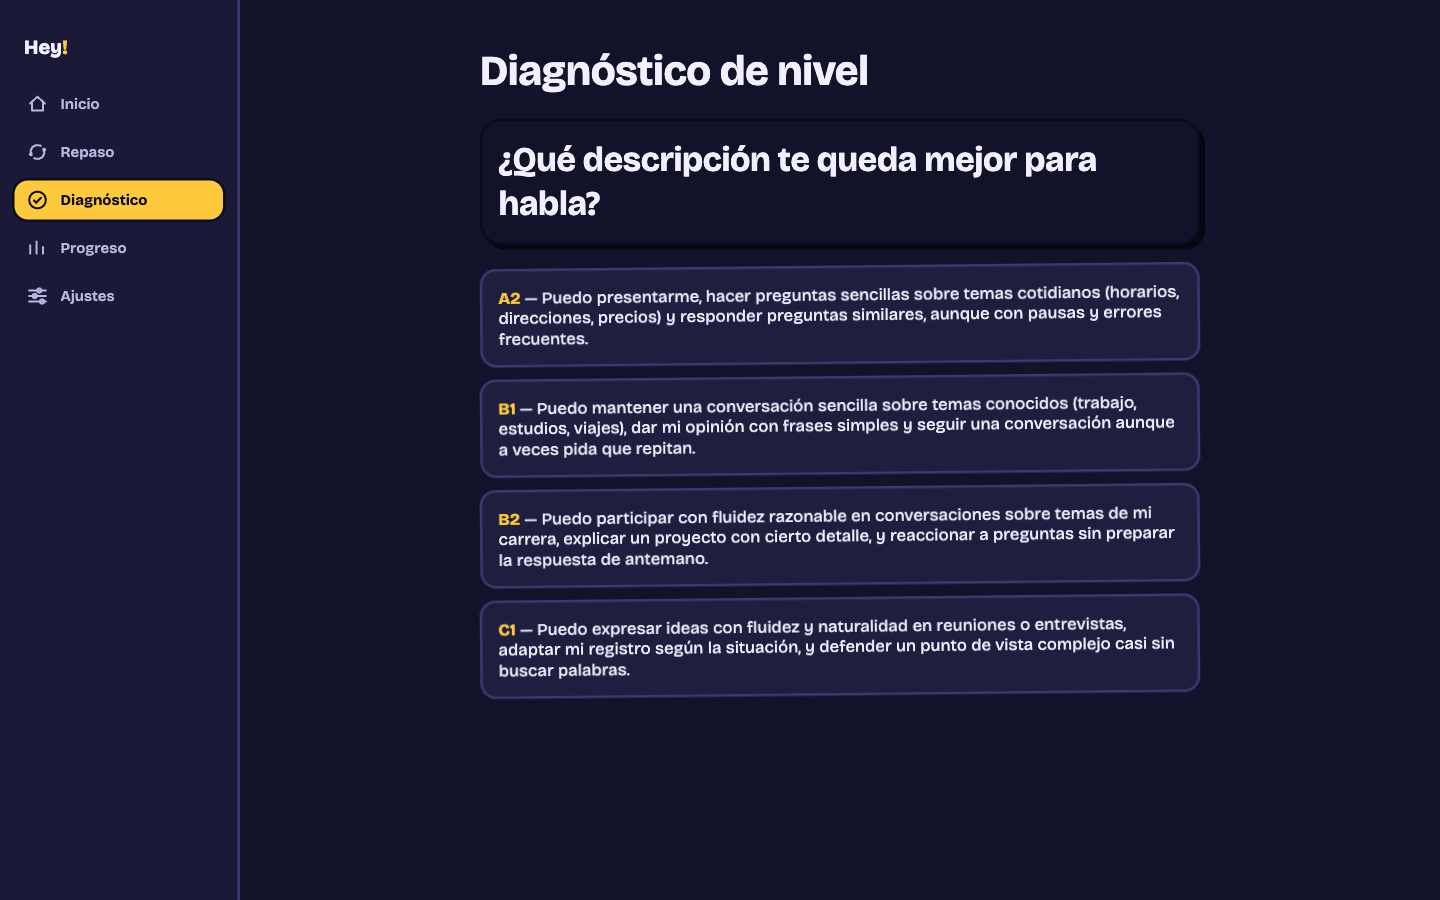 Hey!
Inicio
Repaso
Diagnóstico
Progreso
Ajustes
Diagnóstico de nivel
¿Qué descripción te queda mejor para
habla?
A2 — Puedo presentarme, hacer preguntas sencillas sobre temas cotidianos (horarios,
direcciones, precios) y responder preguntas similares, aunque con pausas y errores
frecuentes.
B1 — Puedo mantener una conversación sencilla sobre temas conocidos (trabajo,
estudios, viajes), dar mi opinión con frases simples y seguir una conversación aunque
a veces pida que repitan.
B2 — Puedo participar con fluidez razonable en conversaciones sobre temas de mi
carrera, explicar un proyecto con cierto detalle, y reaccionar a preguntas sin preparar
la respuesta de antemano.
C1 — Puedo expresar ideas con fluidez y naturalidad en reuniones o entrevistas,
adaptar mi registro según la situación, y defender un punto de vista complejo casi sin
buscar palabras.